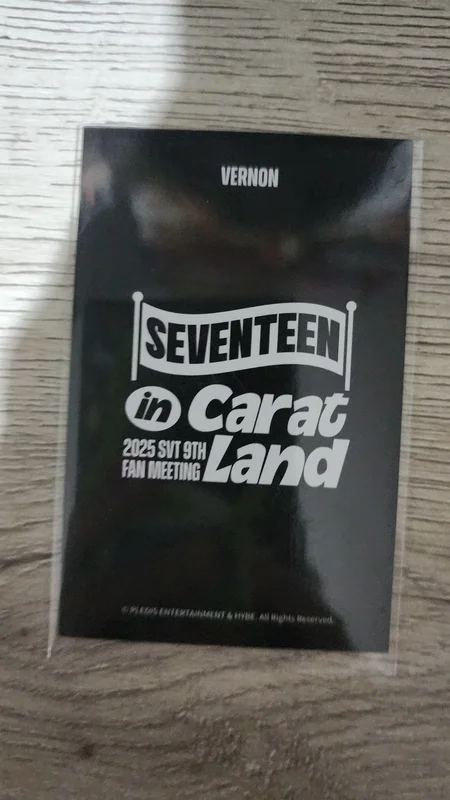 VERNON
SEVENTEEN
in Carat
2025 SVT 9TH
FAN MEETING
Land
© PLEDIS ENTERTAINMENT & HYBE. All Rights Reserved.